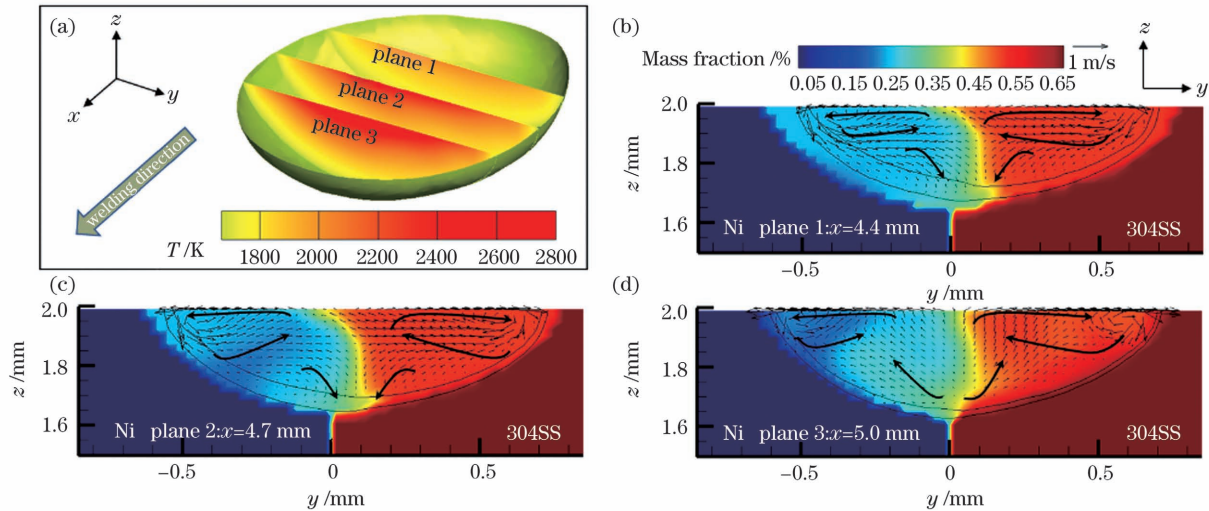 (a)
z
x
y
welding direction
plane 1
plane 2
plane 3
T /K
1800 2000 2200 2400 2600 2800
(b)
Mass fraction /%
0.05 0.15 0.25 0.35 0.45 0.55 0.65
1 m/s
z
y
2.0
1.8
1.6
z /mm
Ni plane 1:x=4.4 mm 304SS
−0.5 0 0.5
y /mm
(c)
2.0
1.8
1.6
z /mm
Ni plane 2:x=4.7 mm 304SS
−0.5 0 0.5
y /mm
(d)
2.0
1.8
1.6
z /mm
Ni plane 3:x=5.0 mm 304SS
−0.5 0 0.5
y /mm